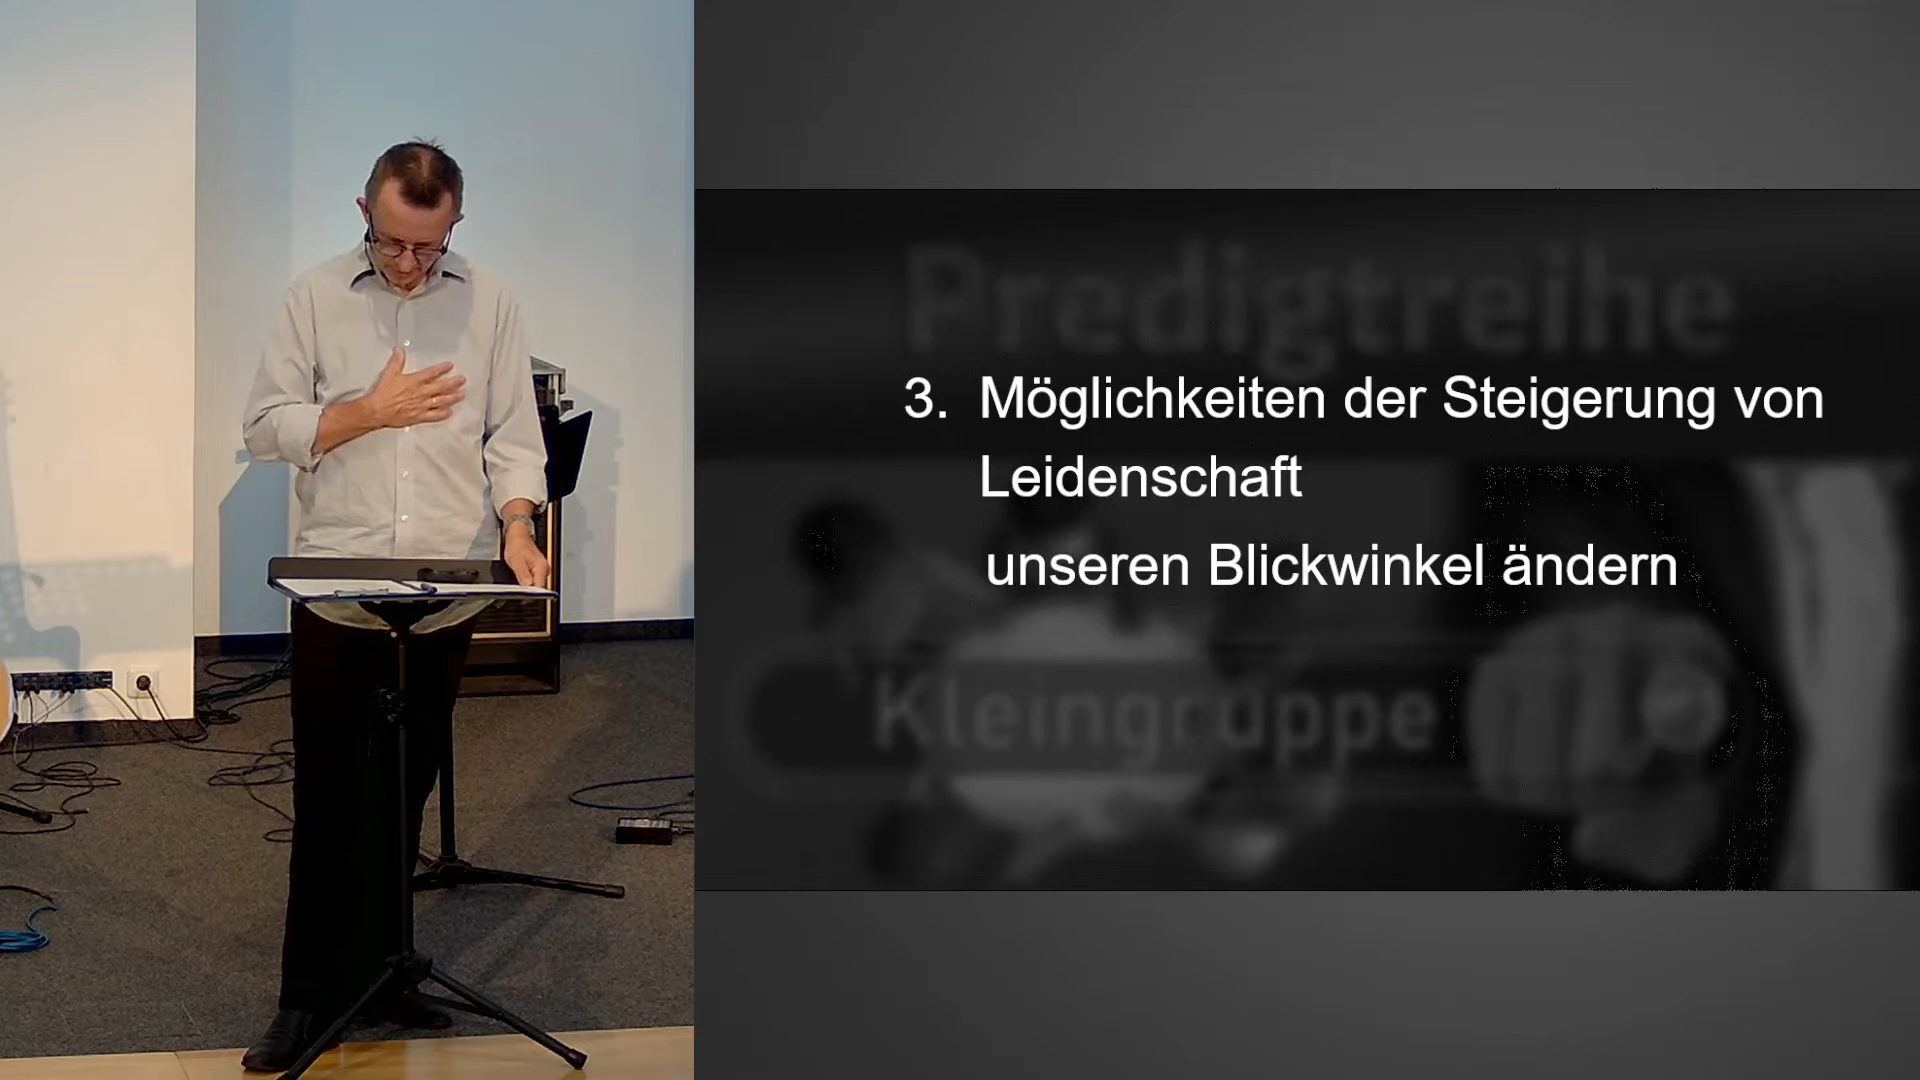 Predigtreihe
3. Möglichkeiten der Steigerung von
Leidenschaft
unseren Blickwinkel ändern
Kleingruppe